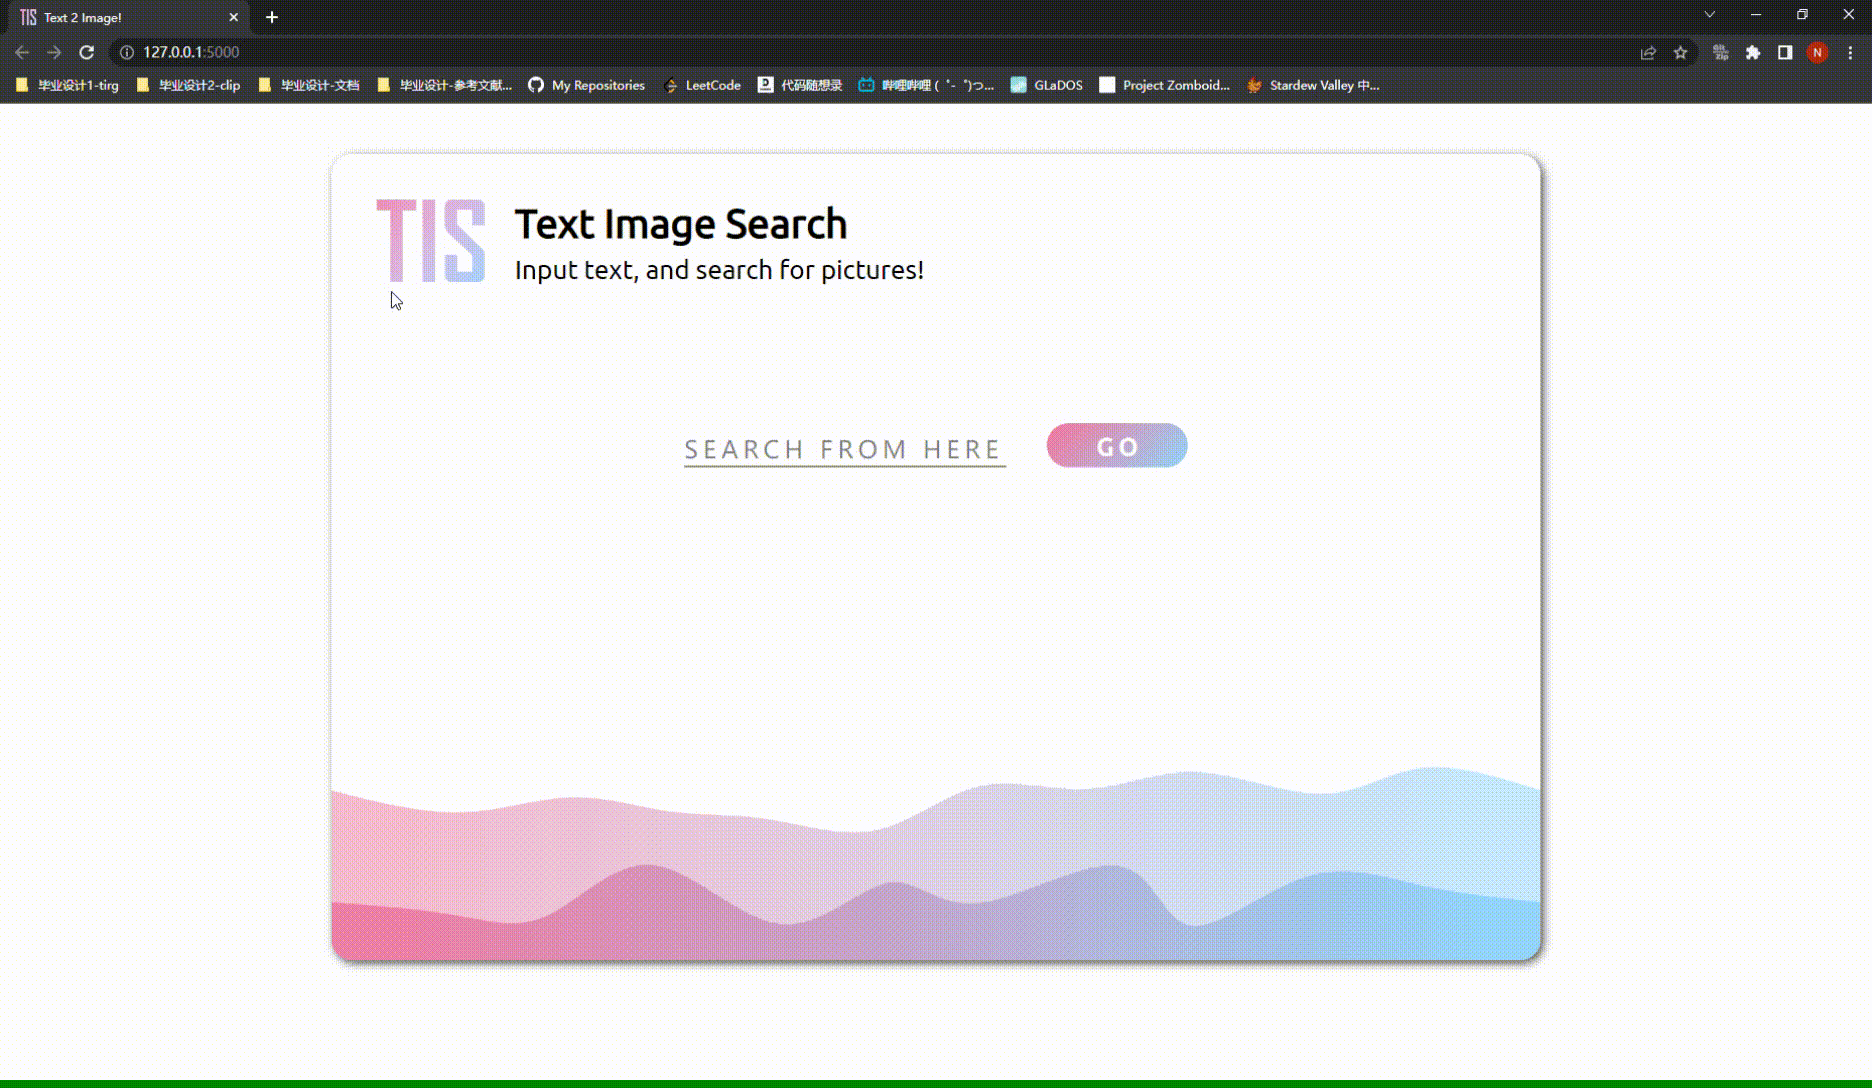 TIS Text 2 Image!
127.0.0.1:5000
N
毕业设计1-tirg 毕业设计2-clip 毕业设计-文档 毕业设计-参考文献... My Repositories LeetCode 代码随想录 哔哩哔哩 ( ゜- ゜)つ... GLaDOS Project Zomboid... Stardew Valley 中...
TIS
Text Image Search
Input text, and search for pictures!
SEARCH FROM HERE
GO